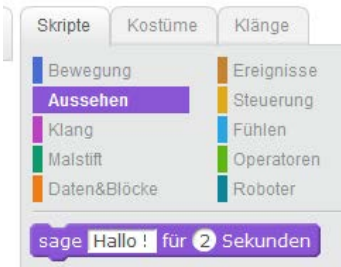 Skripte Kostüme Klänge
Bewegung Ereignisse
Aussehen Steuerung
Klang Fühlen
Malstift Operatoren
Daten&Blöcke Roboter
sage Hallo ! für 2 Sekunden